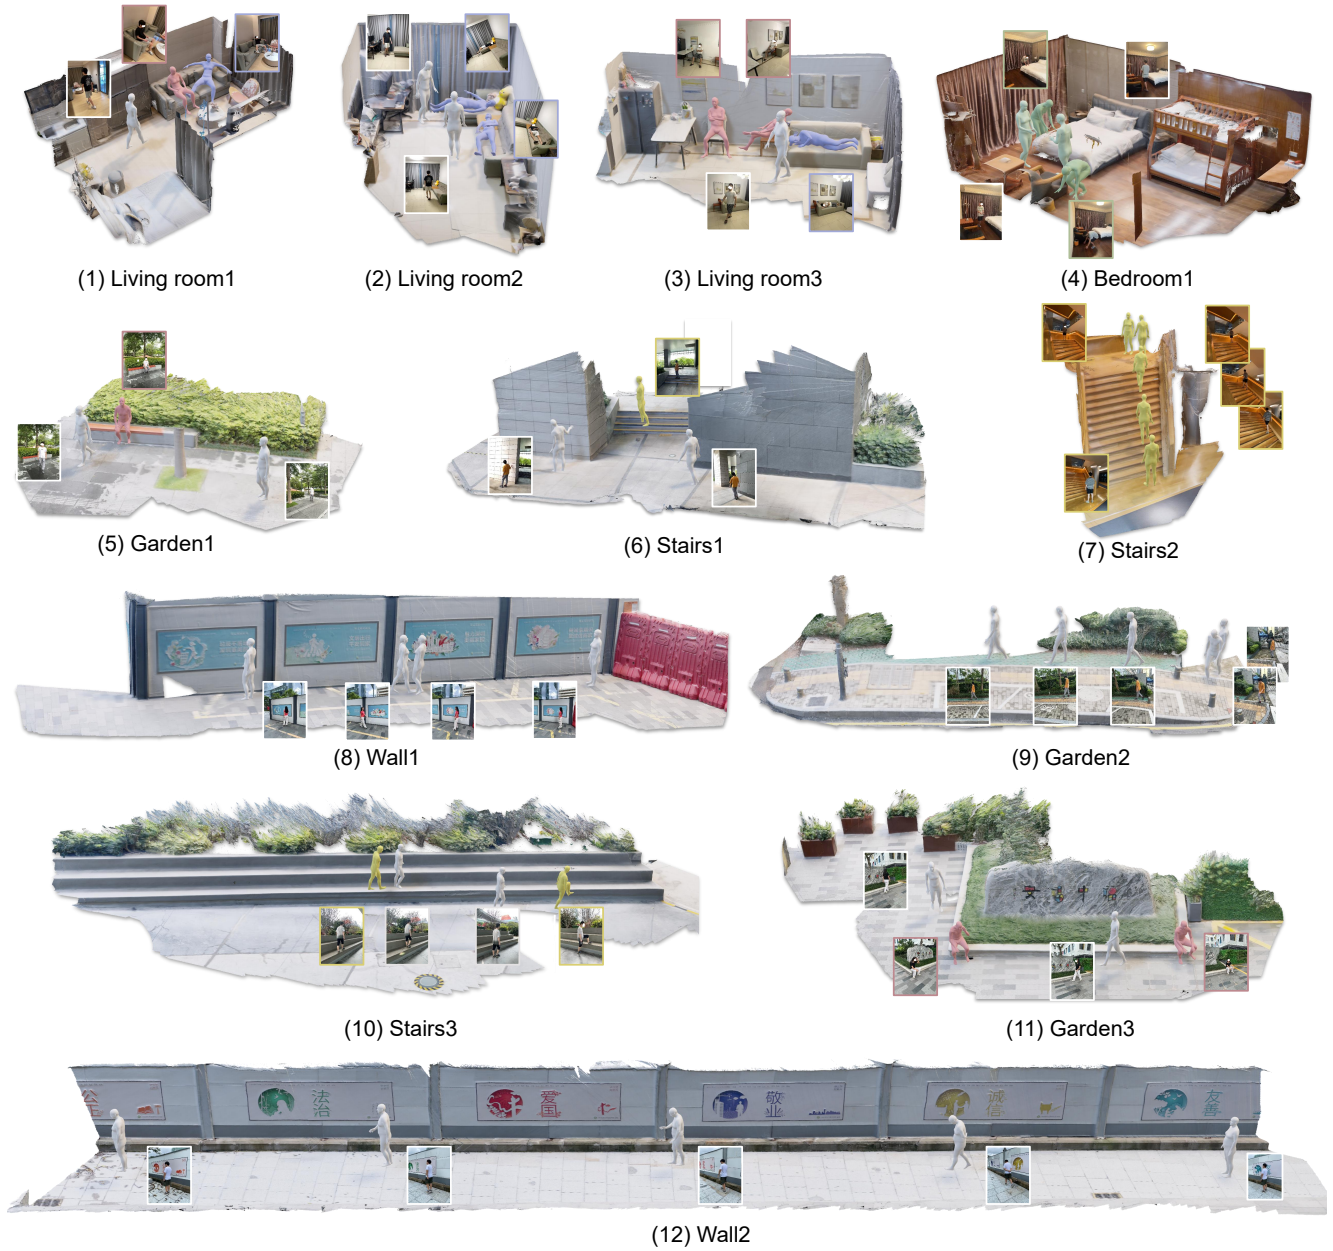 (1) Living room1
(2) Living room2
(3) Living room3
(4) Bedroom1
(5) Garden1
(6) Stairs1
(7) Stairs2
(8) Wall1
(9) Garden2
(10) Stairs3
(11) Garden3
法治
爱国
敬业
诚信
友善
(12) Wall2